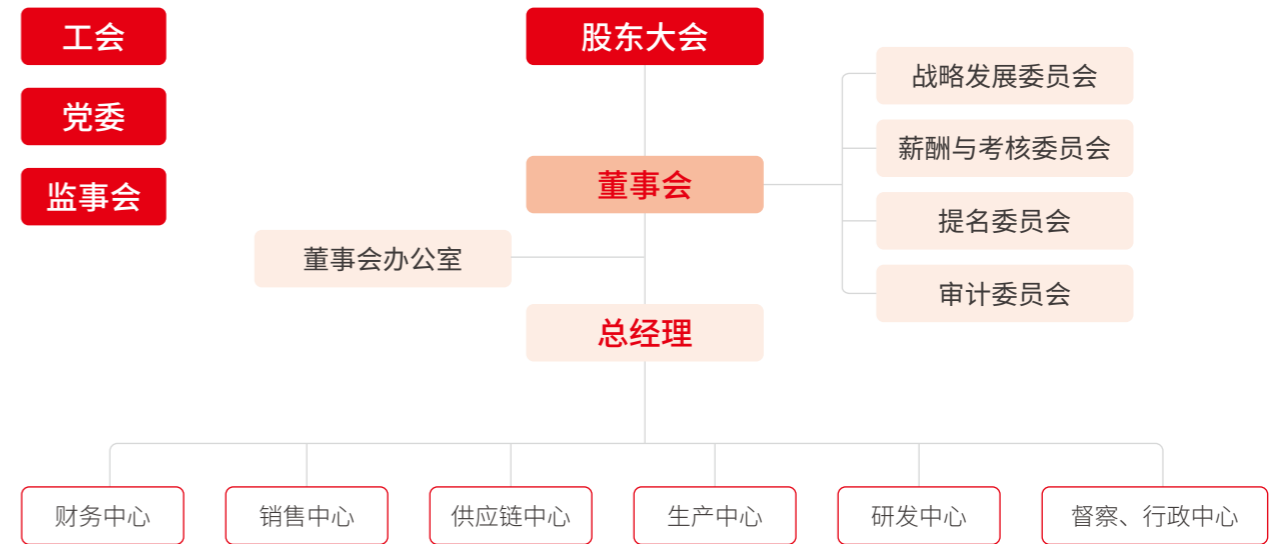 工会
股东大会
党委
监事会
董事会
战略发展委员会
薪酬与考核委员会
提名委员会
审计委员会
董事会办公室
总经理
财务中心
销售中心
供应链中心
生产中心
研发中心
督察、行政中心